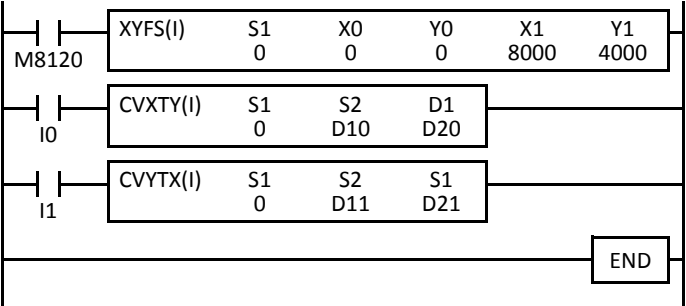 XYFS(I) S1 X0 Y0 X1 Y1
0 0 0 8000 4000
M8120
CVXTY(I) S1 S2 D1
0 D10 D20
I0
CVYTX(I) S1 S2 S1
0 D11 D21
I1
END